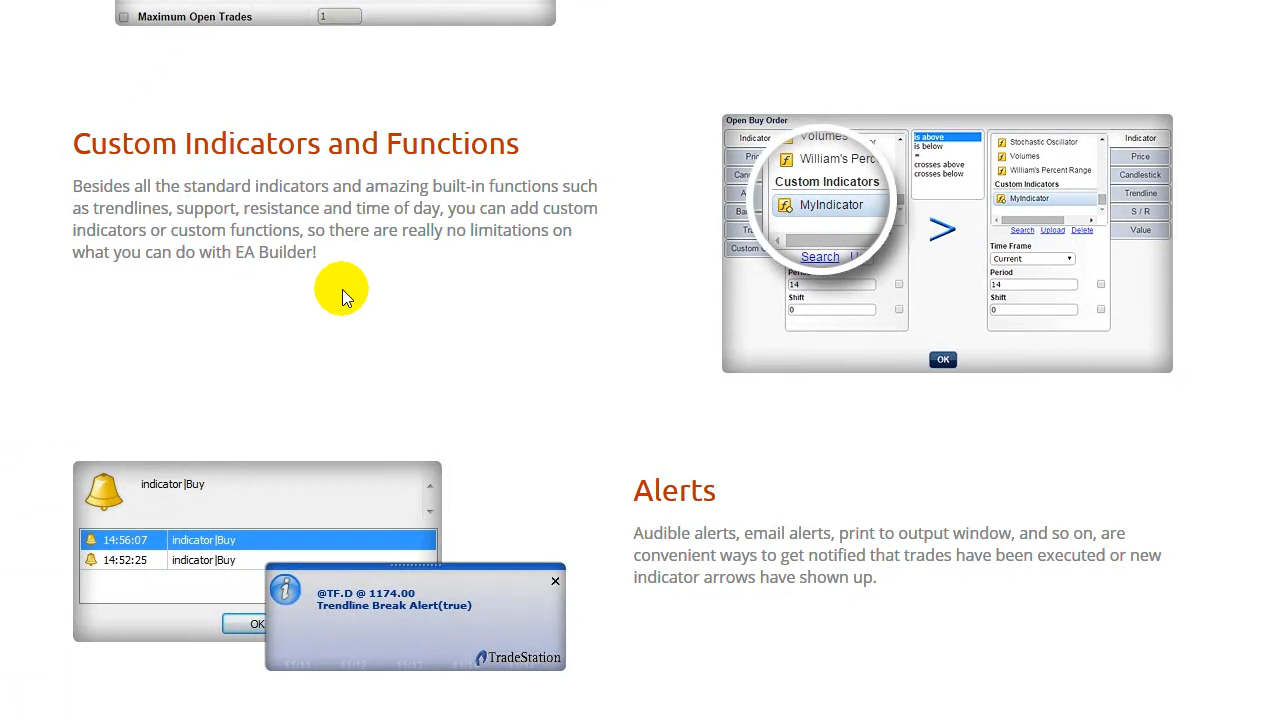 Maximum Open Trades 1
Custom Indicators and Functions
Besides all the standard indicators and amazing built-in functions such
as trendlines, support, resistance and time of day, you can add custom
indicators or custom functions, so there are really no limitations on
what you can do with EA Builder!
Open Buy Order
Indicator
Volumes
William's Perc
Custom Indicators
MyIndicator
Search
Period
14
Shift
0
is above
is below
=
crosses above
crosses below
>
OK
Stochastic Oscillator
Volumes
William's Percent Range
Custom Indicators
MyIndicator
Search Upload Delete
Time Frame
Current
Period
14
Shift
0
Indicator
Price
Candlestick
Trendline
S / R
Value
indicator|Buy
14:56:07 indicator|Buy
14:52:25 indicator|Buy
OK
@TF.D @ 1174.00
Trendline Break Alert(true)
TradeStation
Alerts
Audible alerts, email alerts, print to output window, and so on, are
convenient ways to get notified that trades have been executed or new
indicator arrows have shown up.